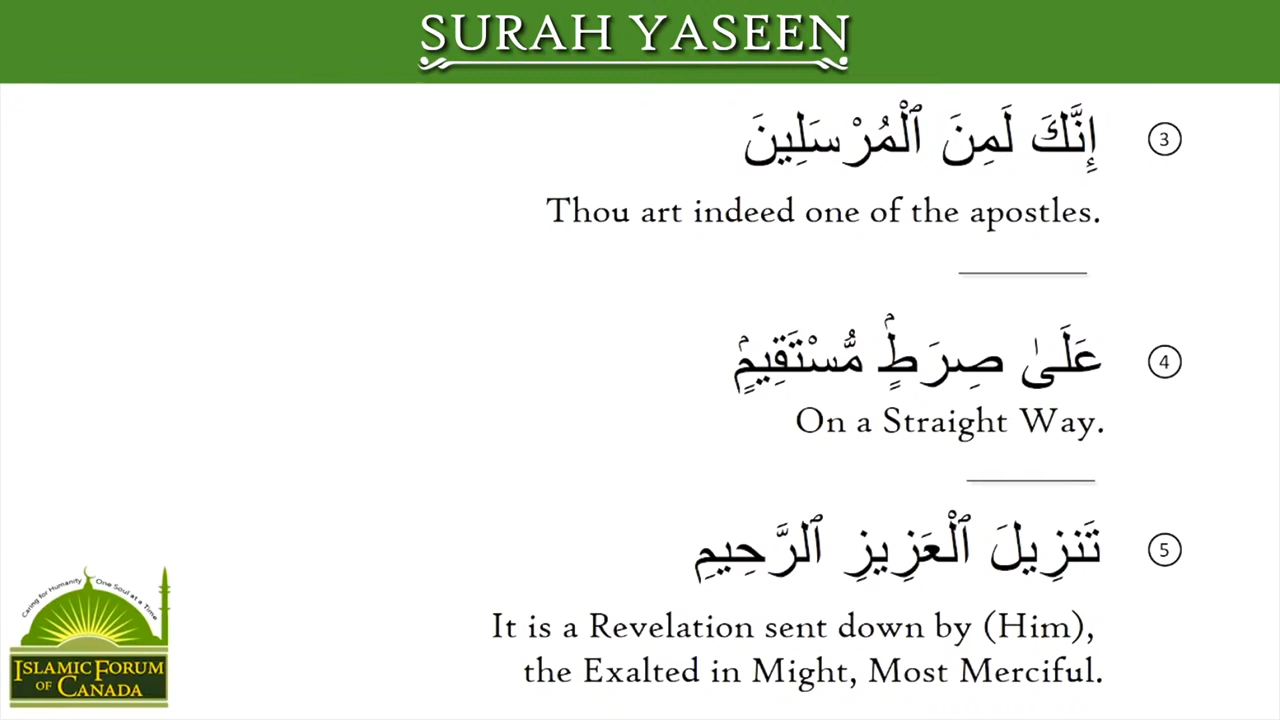 SURAH YASEEN
إِنَّكَ لَمِنَ ٱلْمُرْسَلِينَ ③
Thou art indeed one of the apostles.
عَلَىٰ صِرَطٍۢ مُّسْتَقِيمٍۢ ④
On a Straight Way.
تَنزِيلَ ٱلْعَزِيزِ ٱلرَّحِيمِ ⑤
It is a Revelation sent down by (Him),
the Exalted in Might, Most Merciful.
Caring for Humanity One Soul at a Time
ISLAMIC FORUM
OF CANADA